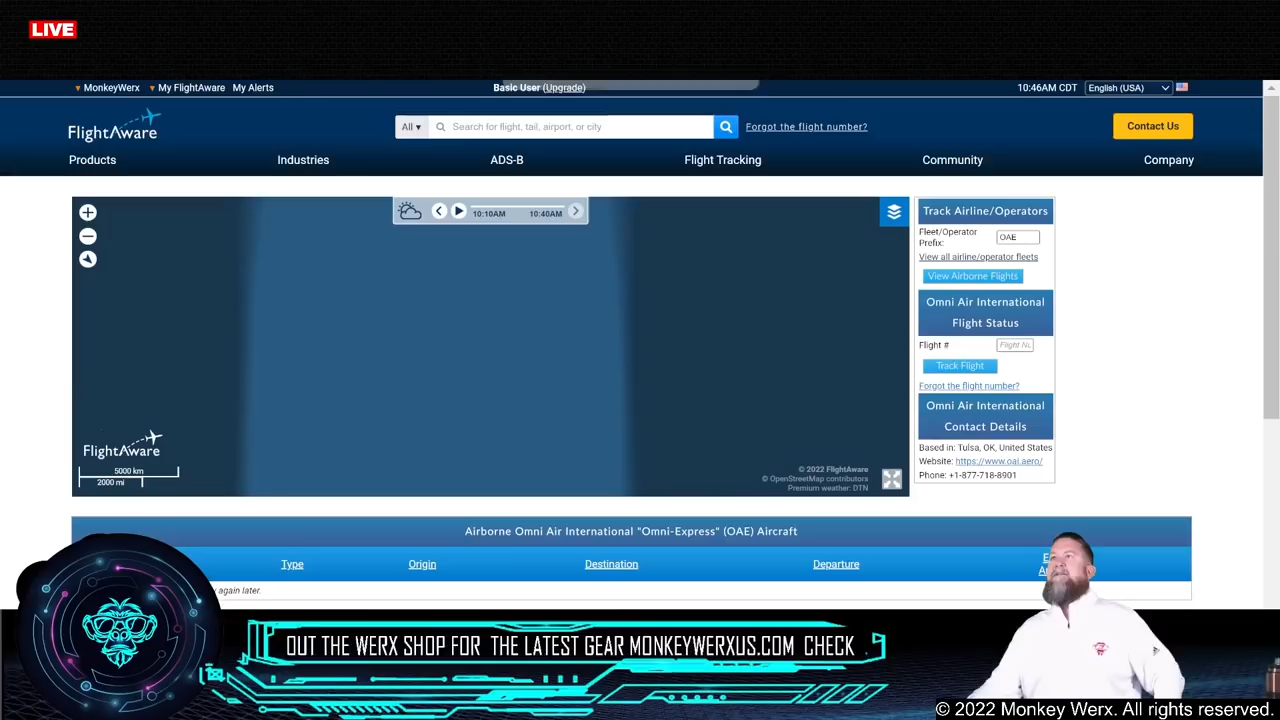 LIVE
MonkeyWerx My FlightAware My Alerts Basic User (Upgrade) 10:46AM CDT English (USA)
FlightAware All Search for flight, tail, airport, or city Forgot the flight number? Contact Us
Products Industries ADS-B Flight Tracking Community Company
10:10AM 10:40AM
Track Airline/Operators
Fleet/Operator
Prefix: OAE
View all airline/operator fleets
View Airborne Flights
Omni Air International
Flight Status
Flight #
Track Flight
Forgot the flight number?
Omni Air International
Contact Details
Based in: Tulsa, OK, United States
Website: https://www.oai.aero/
Phone: +1-877-718-8901
FlightAware
5000 km
2000 mi
© 2022 FlightAware
© OpenStreetMap contributors
Premium weather: DTN
Airborne Omni Air International "Omni-Express" (OAE) Aircraft
Type Origin Destination Departure
again later.
OUT THE WERX SHOP FOR THE LATEST GEAR MONKEYWERXUS.COM CHECK
© 2022 Monkey Werx. All rights reserved.